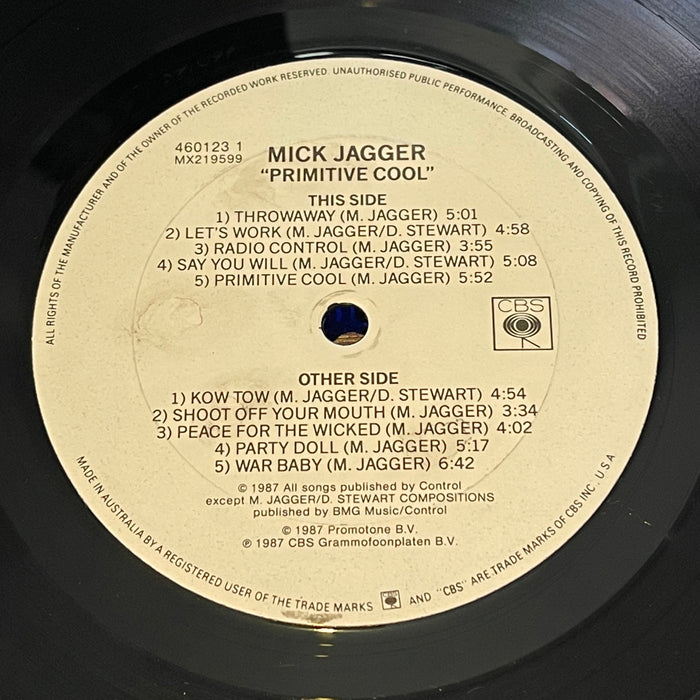 ALL RIGHTS OF THE MANUFACTURER AND OF THE OWNER OF THE RECORDED WORK RESERVED. UNAUTHORISED PUBLIC PERFORMANCE, BROADCASTING AND COPYING OF THIS RECORD PROHIBITED
460123 1
MX219599
MICK JAGGER
"PRIMITIVE COOL"
THIS SIDE
1) THROWAWAY (M. JAGGER) 5:01
2) LET'S WORK (M. JAGGER/D. STEWART) 4:58
3) RADIO CONTROL (M. JAGGER) 3:55
4) SAY YOU WILL (M. JAGGER/D. STEWART) 5:08
5) PRIMITIVE COOL (M. JAGGER) 5:52
CBS
OTHER SIDE
1) KOW TOW (M. JAGGER/D. STEWART) 4:54
2) SHOOT OFF YOUR MOUTH (M. JAGGER) 3:34
3) PEACE FOR THE WICKED (M. JAGGER) 4:02
4) PARTY DOLL (M. JAGGER) 5:17
5) WAR BABY (M. JAGGER) 6:42
© 1987 All songs published by Control
except M. JAGGER/D. STEWART COMPOSITIONS
published by BMG Music/Control
© 1987 Promotone B.V.
℗ 1987 CBS Grammofoonplaten B.V.
MADE IN AUSTRALIA BY A REGISTERED USER OF THE TRADE MARKS AND "CBS" ARE TRADE MARKS OF CBS INC. U.S.A